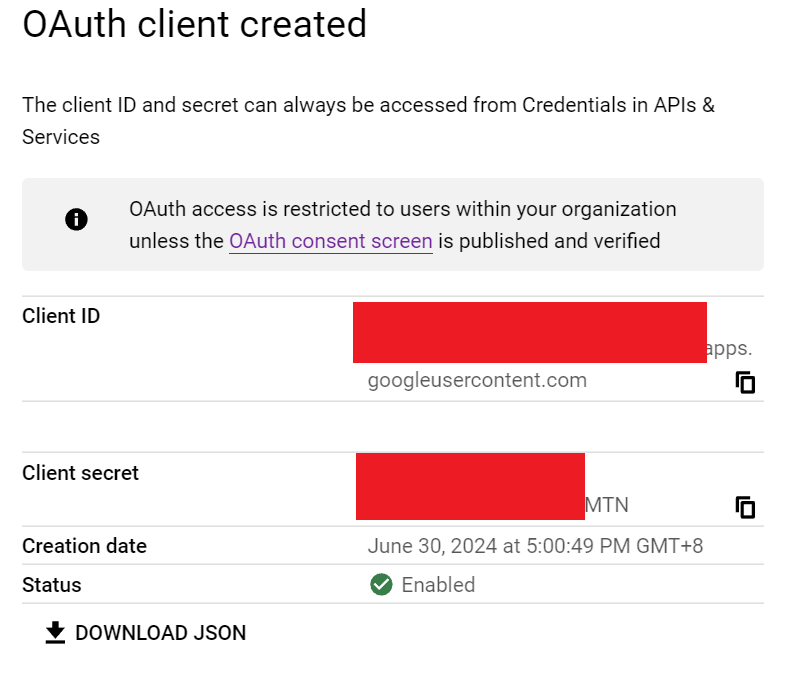 OAuth client created
The client ID and secret can always be accessed from Credentials in APIs &
Services
OAuth access is restricted to users within your organization
unless the OAuth consent screen is published and verified
Client ID
apps.
googleusercontent.com
Client secret
MTN
Creation date June 30, 2024 at 5:00:49 PM GMT+8
Status Enabled
DOWNLOAD JSON